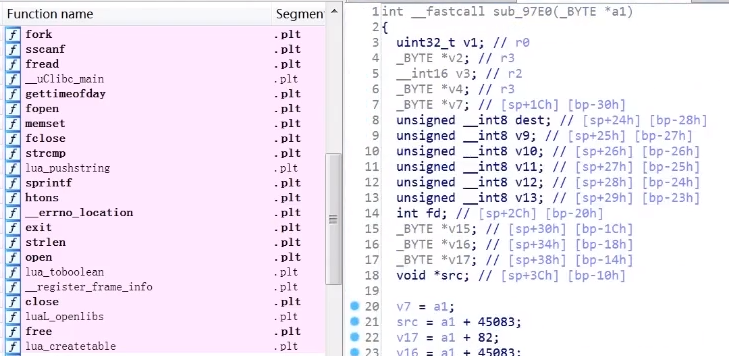 Function name
Segment
fork
.plt
sscanf
.plt
fread
.plt
__uClibc_main
.plt
gettimeofday
.plt
fopen
.plt
memset
.plt
fclose
.plt
strcmp
.plt
lua_pushstring
.plt
sprintf
.plt
htons
.plt
__errno_location
.plt
exit
.plt
strlen
.plt
open
.plt
lua_toboolean
.plt
__register_frame_info
.plt
close
.plt
luaL_openlibs
.plt
free
.plt
lua_createtable
.plt
1 int __fastcall sub_97E0(_BYTE *a1)
2 {
3 uint32_t v1; // r0
4 _BYTE *v2; // r3
5 __int16 v3; // r2
6 _BYTE *v4; // r3
7 _BYTE *v7; // [sp+1Ch] [bp-30h]
8 unsigned __int8 dest; // [sp+24h] [bp-28h]
9 unsigned __int8 v9; // [sp+25h] [bp-27h]
10 unsigned __int8 v10; // [sp+26h] [bp-26h]
11 unsigned __int8 v11; // [sp+27h] [bp-25h]
12 unsigned __int8 v12; // [sp+28h] [bp-24h]
13 unsigned __int8 v13; // [sp+29h] [bp-23h]
14 int fd; // [sp+2Ch] [bp-20h]
15 _BYTE *v15; // [sp+30h] [bp-1Ch]
16 _BYTE *v16; // [sp+34h] [bp-18h]
17 _BYTE *v17; // [sp+38h] [bp-14h]
18 void *src; // [sp+3Ch] [bp-10h]
19
20 v7 = a1;
21 src = a1 + 45083;
22 v17 = a1 + 82;
23 v16 = a1 + 45083;